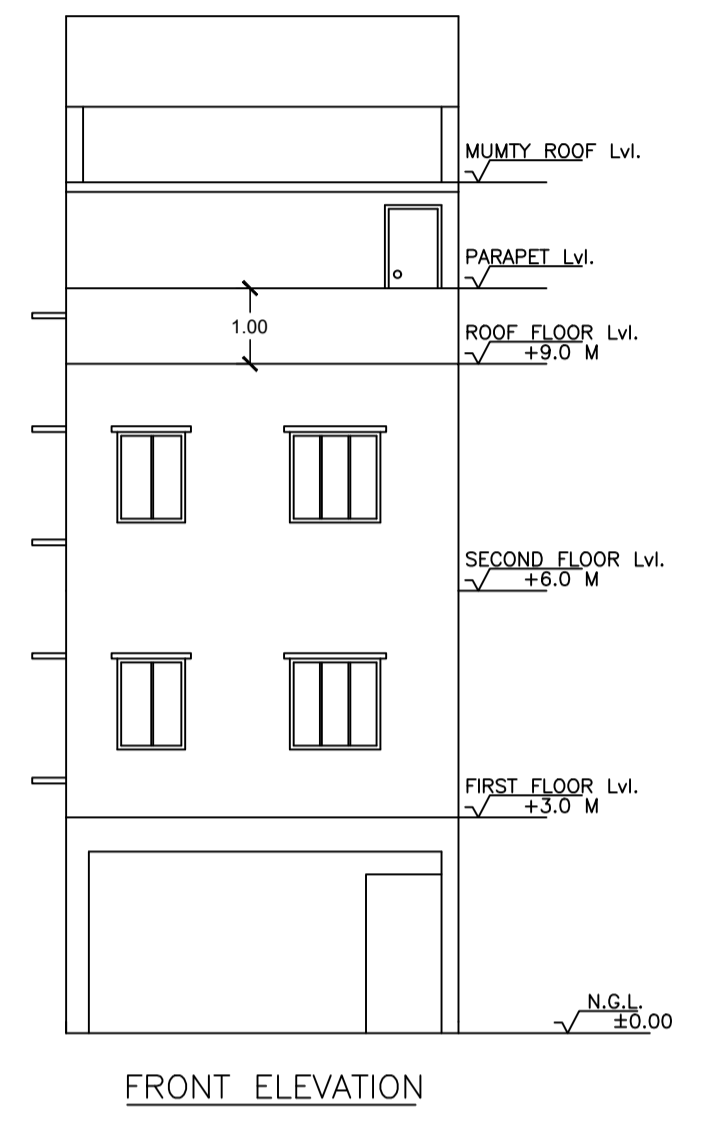 MUMTY ROOF Lvl.
PARAPET Lvl.
1.00
ROOF FLOOR Lvl.
+9.0 M
SECOND FLOOR Lvl.
+6.0 M
FIRST FLOOR Lvl.
+3.0 M
N.G.L.
±0.00
FRONT ELEVATION